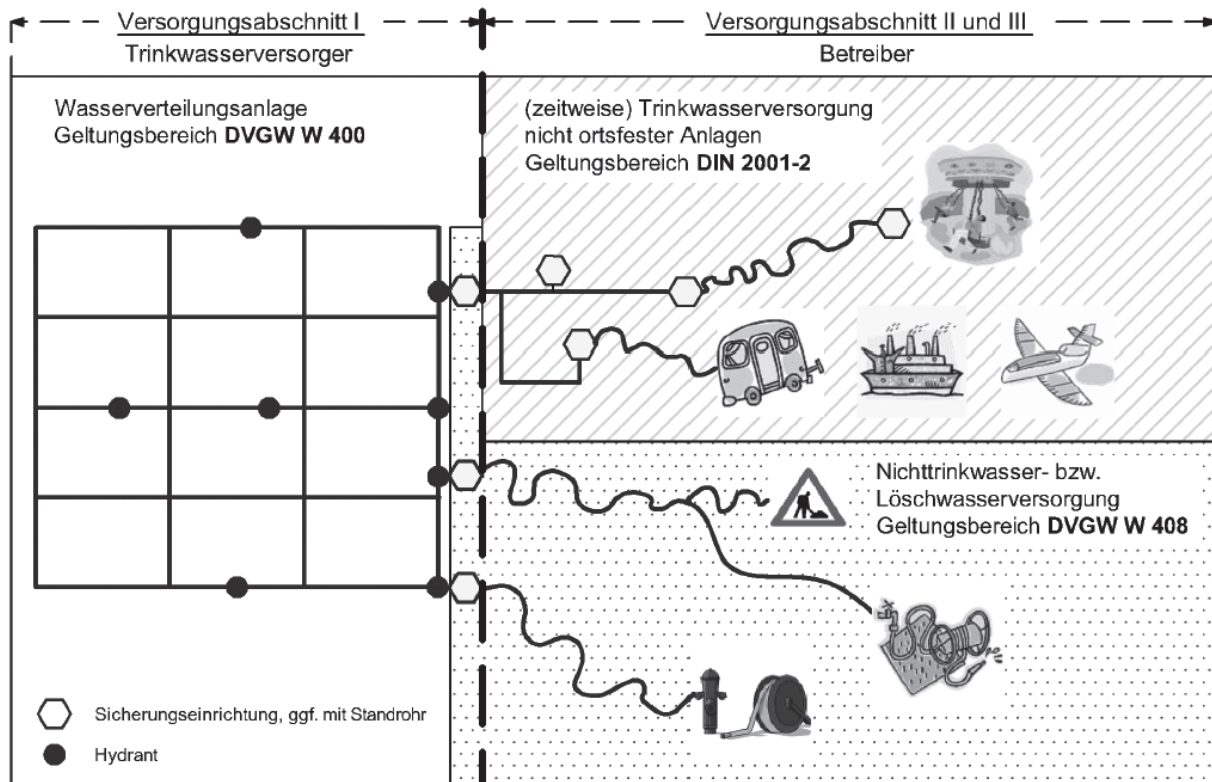 Versorgungsabschnitt I
Trinkwasserversorger
Versorgungsabschnitt II und III
Betreiber
Wasserverteilungsanlage
Geltungsbereich DVGW W 400
(zeitweise) Trinkwasserversorgung
nicht ortsfester Anlagen
Geltungsbereich DIN 2001-2
Nichttrinkwasser- bzw.
Löschwasserversorgung
Geltungsbereich DVGW W 408
Sicherungseinrichtung, ggf. mit Standrohr
Hydrant